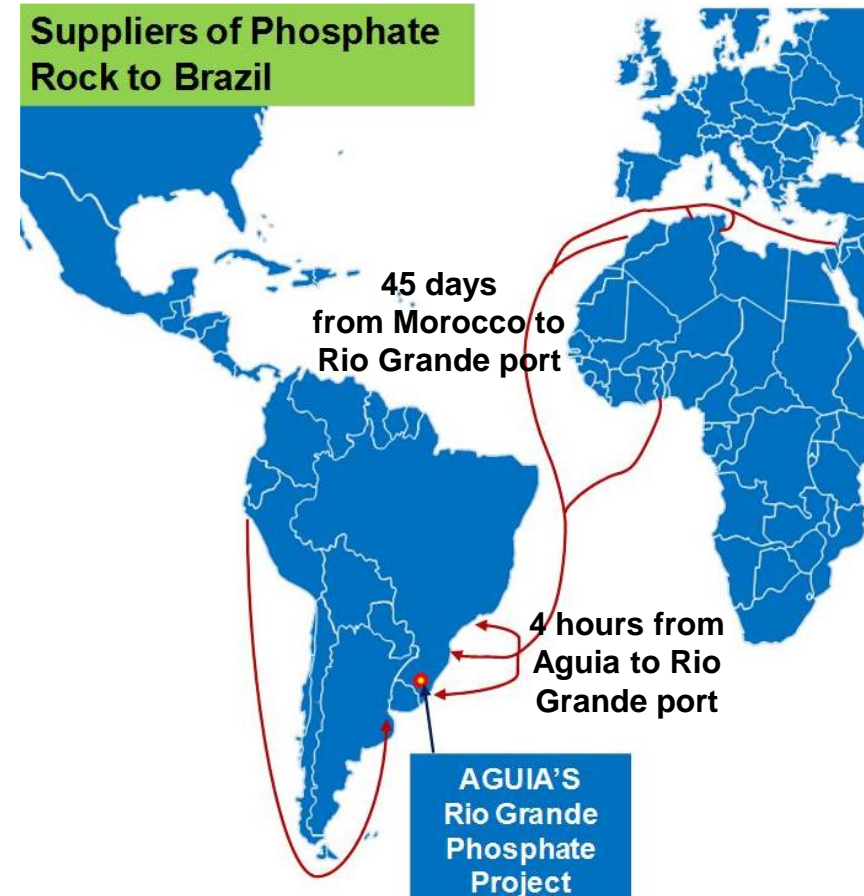 Suppliers of Phosphate
Rock to Brazil
45 days
from Morocco to
Rio Grande port
4 hours from
Aguia to Rio
Grande port
AGUIA'S
Rio Grande
Phosphate
Project